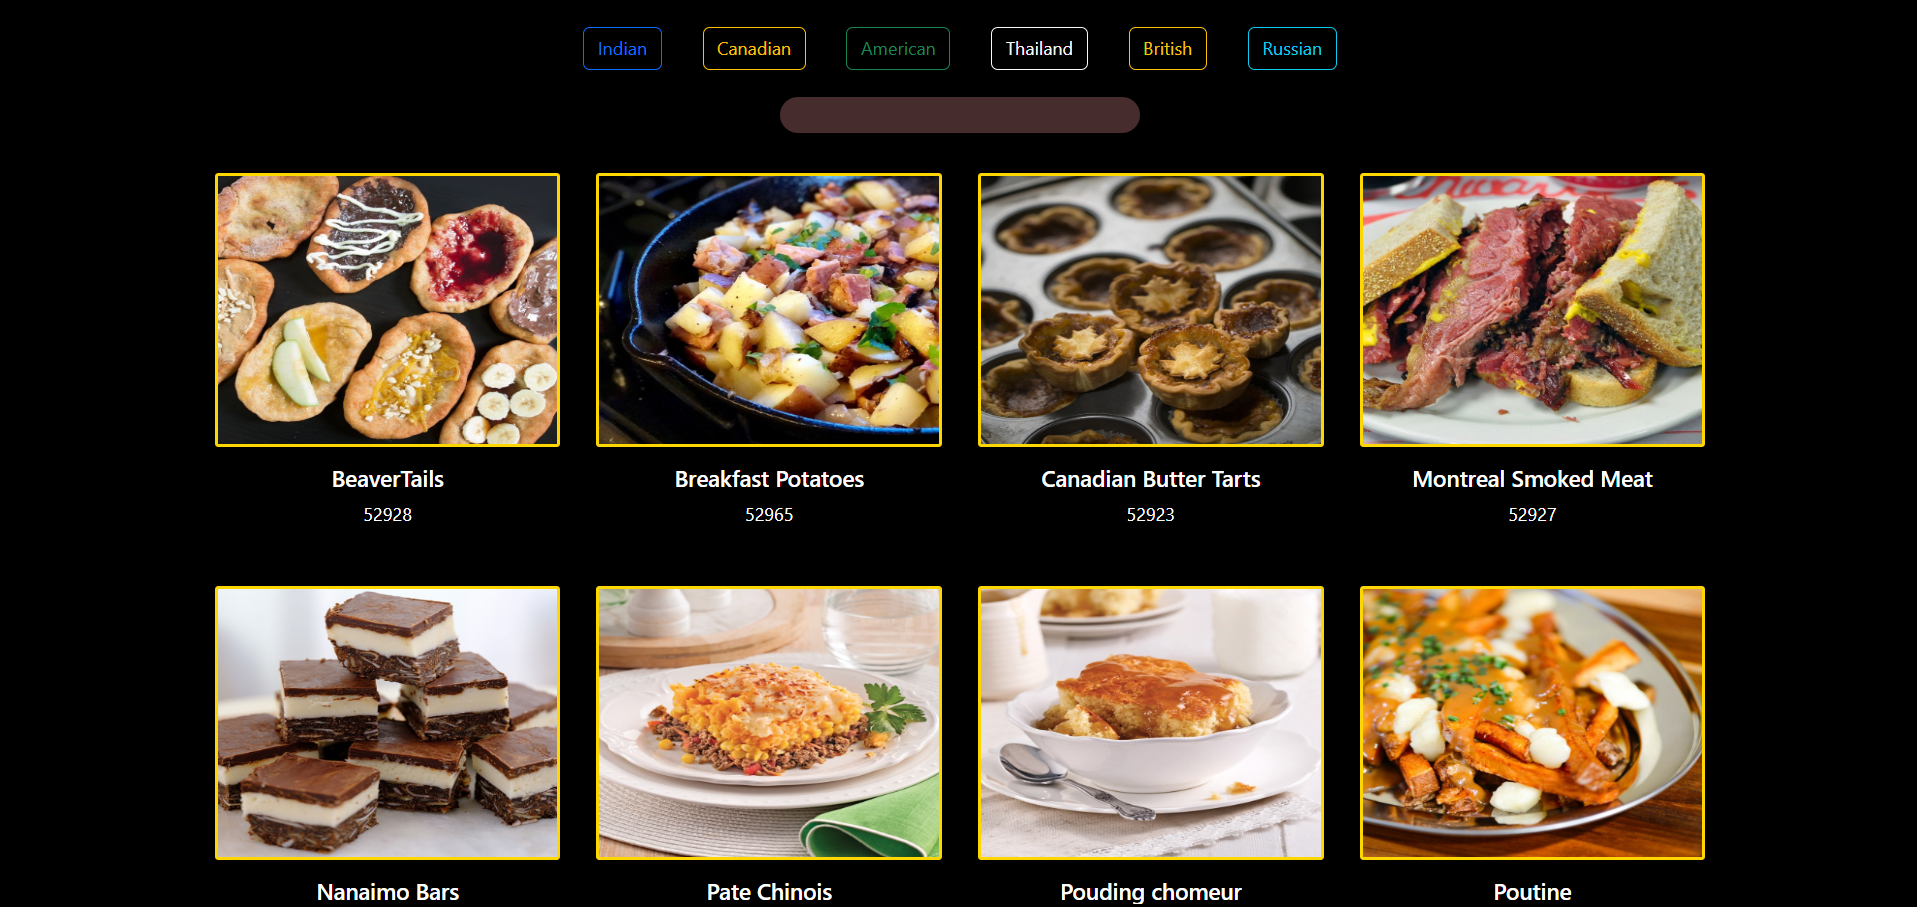 Indian Canadian American Thailand British Russian
BeaverTails Breakfast Potatoes Canadian Butter Tarts Montreal Smoked Meat
52928 52965 52923 52927
Nanaimo Bars Pate Chinois Pouding chomeur Poutine